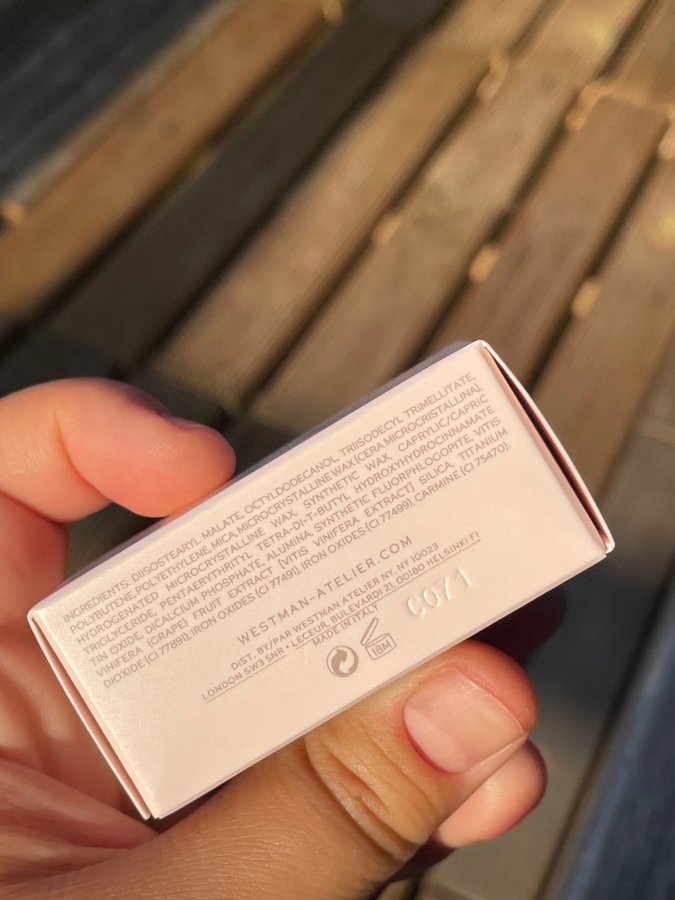 INGREDIENTS: DIISOSTEARYL MALATE, OCTYLDODECANOL, TRIISODECYL TRIMELLITATE,
POLYBUTENE, POLYETHYLENE, MICA, MICROCRYSTALLINE WAX (CERA MICROCRISTALLINA),
HYDROGENATED MICROCRYSTALLINE WAX, SYNTHETIC WAX, CAPRYLIC/CAPRIC
TRIGLYCERIDE, PENTAERYTHRITYL TETRA-DI-T-BUTYL HYDROXYHYDROCINNAMATE
TIN OXIDE, DICALCIUM PHOSPHATE, ALUMINA, SYNTHETIC FLUORPHLOGOPITE, VITIS
VINIFERA (GRAPE) FRUIT EXTRACT [VITIS VINIFERA EXTRACT], SILICA, TITANIUM
DIOXIDE (CI 77891), IRON OXIDES (CI 77491), IRON OXIDES (CI 77499), CARMINE (CI 75470).
WESTMAN-ATELIER.COM
DIST. BY/PAR WESTMAN ATELIER NY, NY 10023
LONDON SW3 5NR • LECEUR, BULEVARDI 21, 00180 HELSINKI FI
MADE IN ITALY
18M
C071